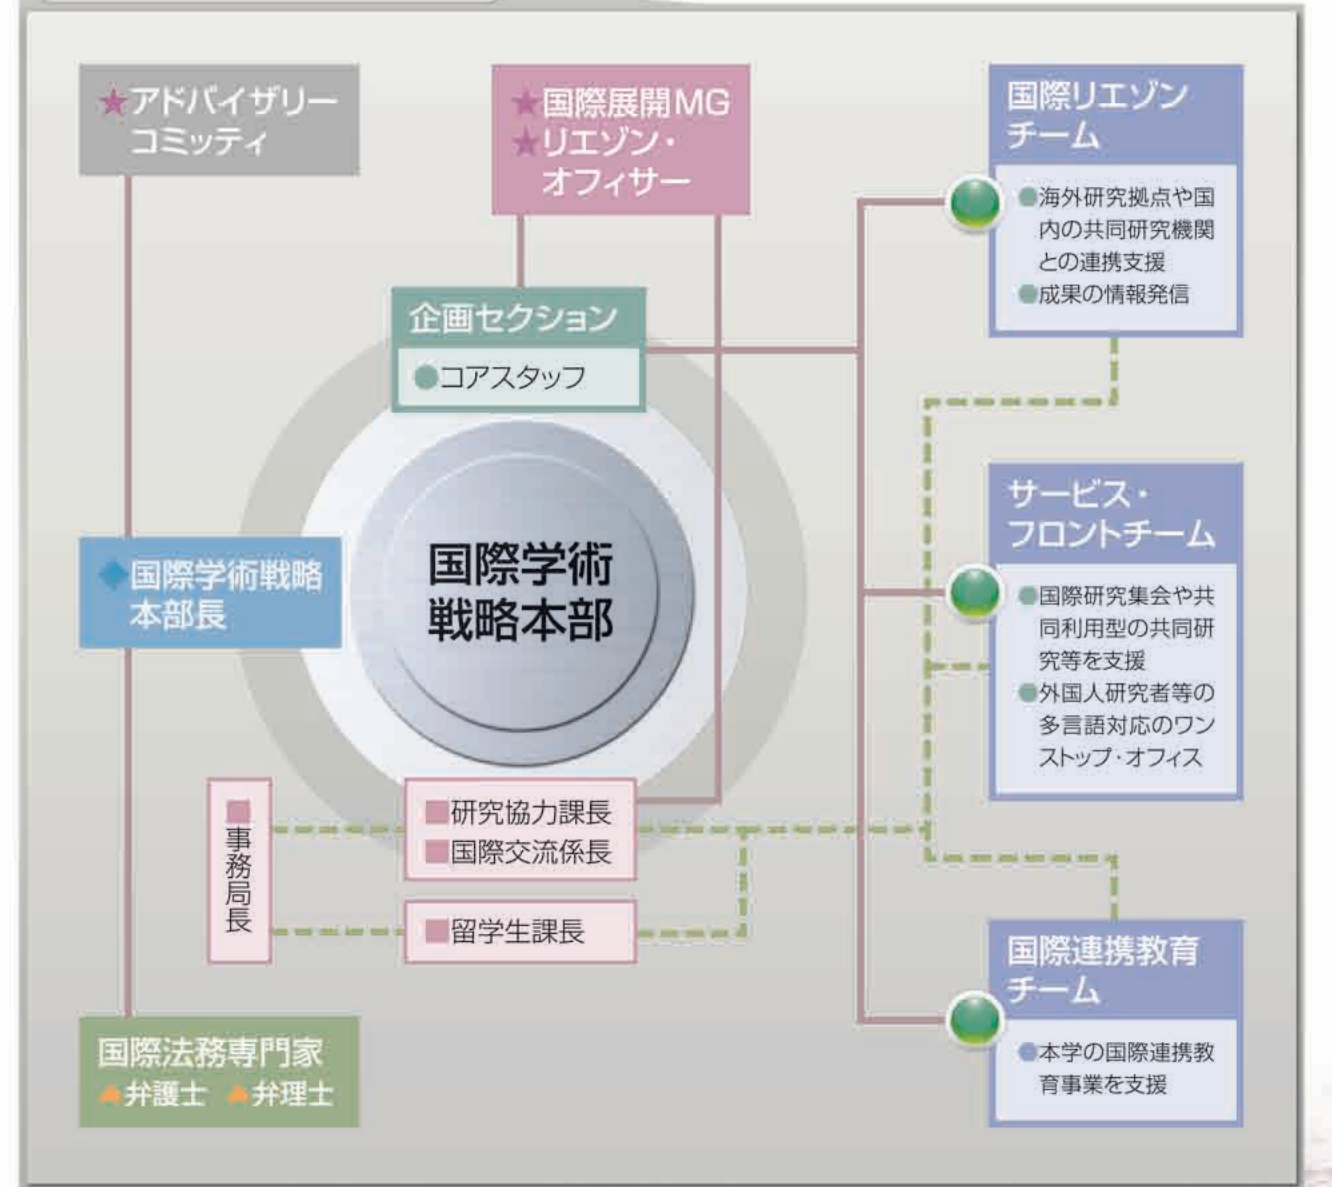 ★アドバイザリー
コミッティ
★国際展開MG
★リエゾン・
オフィサー
国際リエゾン
チーム
●海外研究拠点や国
内の共同研究機関
との連携支援
●成果の情報発信
企画セクション
●コアスタッフ
国際学術
戦略本部
◆国際学術戦略
本部長
サービス・
フロントチーム
●国際研究集会や共
同利用型の共同研
究等を支援
●外国人研究者等の
多言語対応のワン
ストップ・オフィス
■事務局長
■研究協力課長
■国際交流係長
■留学生課長
国際法務専門家
▲弁護士 ▲弁理士
国際連携教育
チーム
●本学の国際連携教
育事業を支援